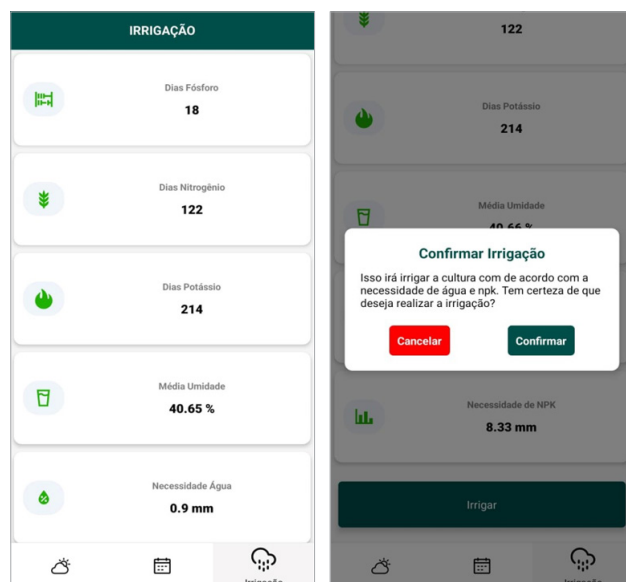 IRRIGAÇÃO
Dias Fósforo
18
Dias Nitrogênio
122
Dias Potássio
214
Média Umidade
40.65 %
Necessidade Água
0.9 mm
122
Dias Potássio
214
Média Umidade
40.66 %
Confirmar Irrigação
Isso irá irrigar a cultura com de acordo com a
necessidade de água e npk. Tem certeza de que
deseja realizar a irrigação?
Cancelar
Confirmar
Necessidade de NPK
8.33 mm
Irrigar